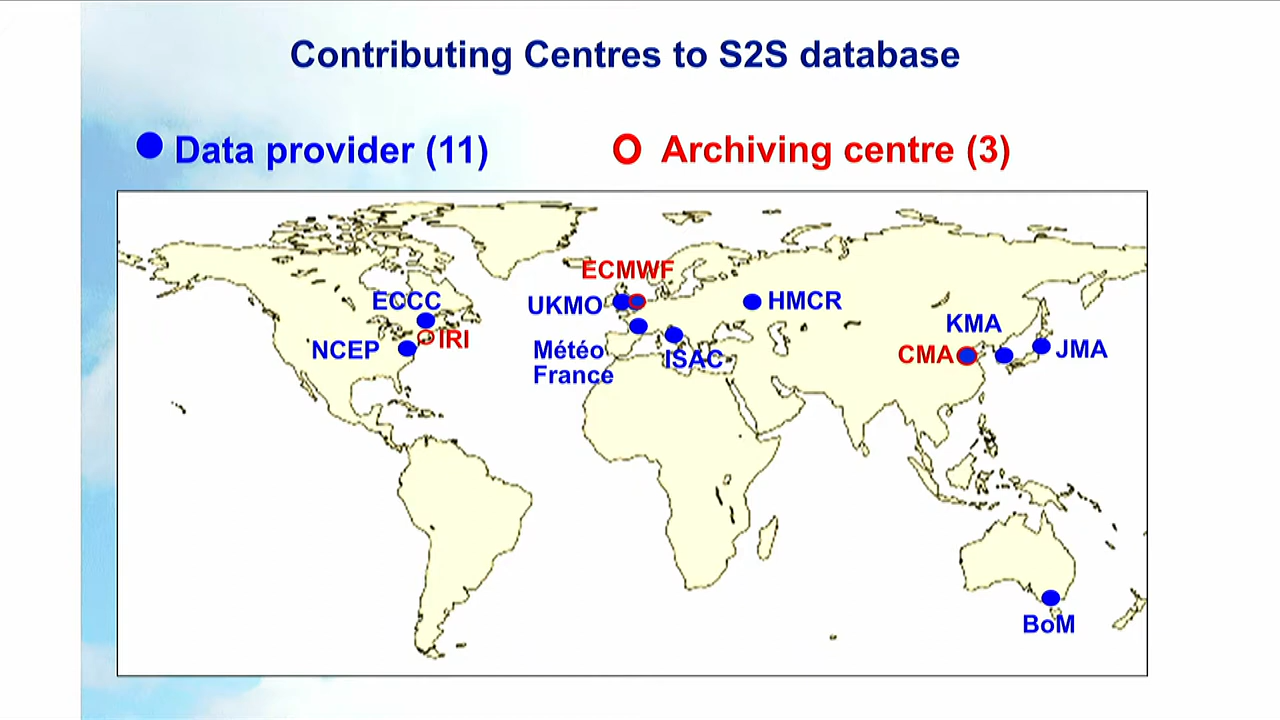 Contributing Centres to S2S database
Data provider (11)
Archiving centre (3)
ECMWF
ECCC
UKMO
HMCR
KMA
IRI
NCEP
Météo
France
ISAC
CMA
JMA
BoM